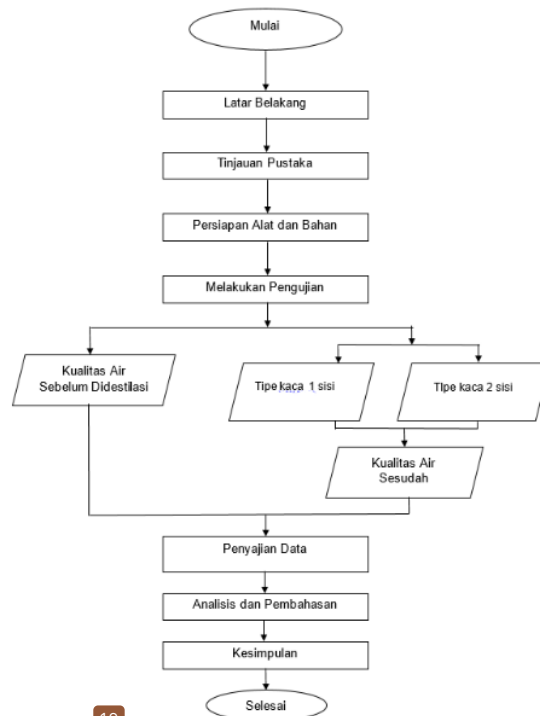 Mulai
Latar Belakang
Tinjauan Pustaka
Persiapan Alat dan Bahan
Melakukan Pengujian
Kualitas Air
Sebelum Didestilasi
Tipe kaca 1 sisi
TIpe kaca 2 sisi
Kualitas Air
Sesudah
Penyajian Data
Analisis dan Pembahasan
Kesimpulan
Selesai